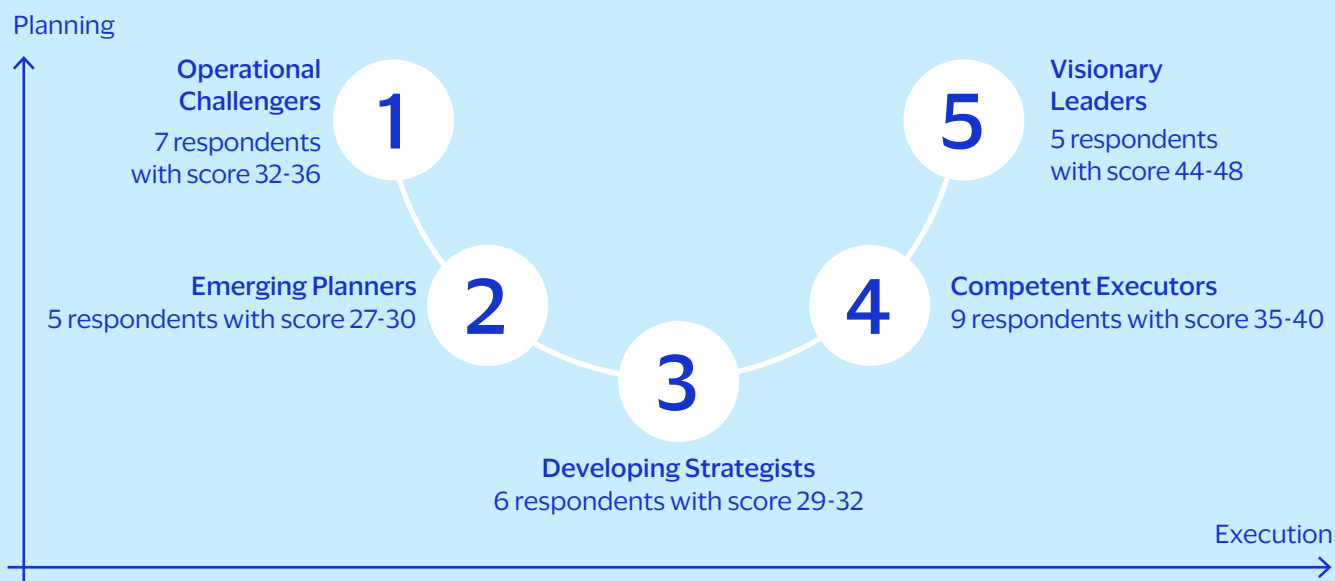 Planning
Operational
Challengers
7 respondents
with score 32-36
1
5
Visionary
Leaders
5 respondents
with score 44-48
Emerging Planners
5 respondents with score 27-30
2
4
Competent Executors
9 respondents with score 35-40
3
Developing Strategists
6 respondents with score 29-32
Execution